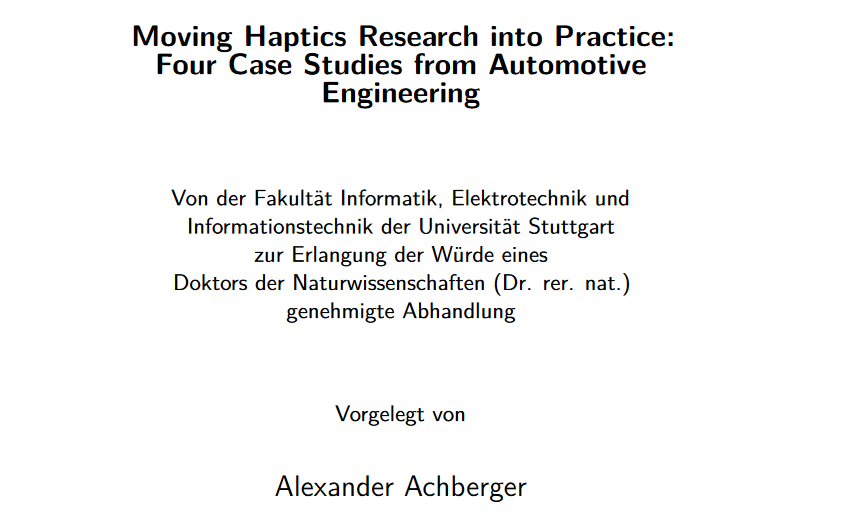 Moving Haptics Research into Practice:
Four Case Studies from Automotive
Engineering
Von der Fakultät Informatik, Elektrotechnik und
Informationstechnik der Universität Stuttgart
zur Erlangung der Würde eines
Doktors der Naturwissenschaften (Dr. rer. nat.)
genehmigte Abhandlung
Vorgelegt von
Alexander Achberger